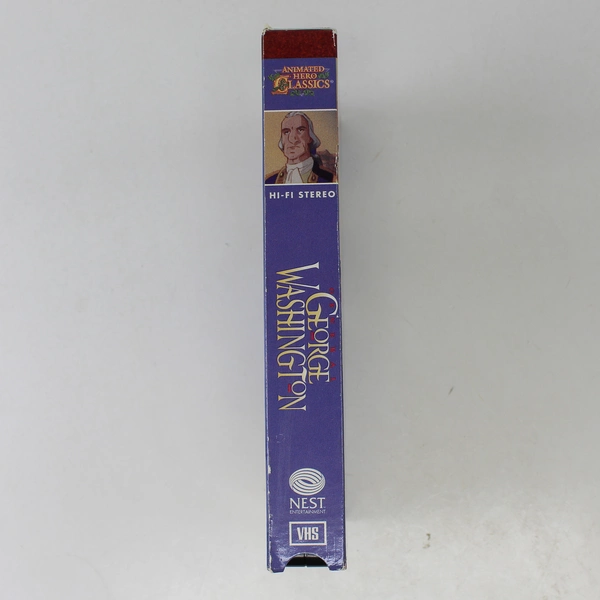 ANIMATED
HERO
CLASSICS®
HI-FI STEREO
GEORGE
WASHINGTON
NEST
ENTERTAINMENT
VHS